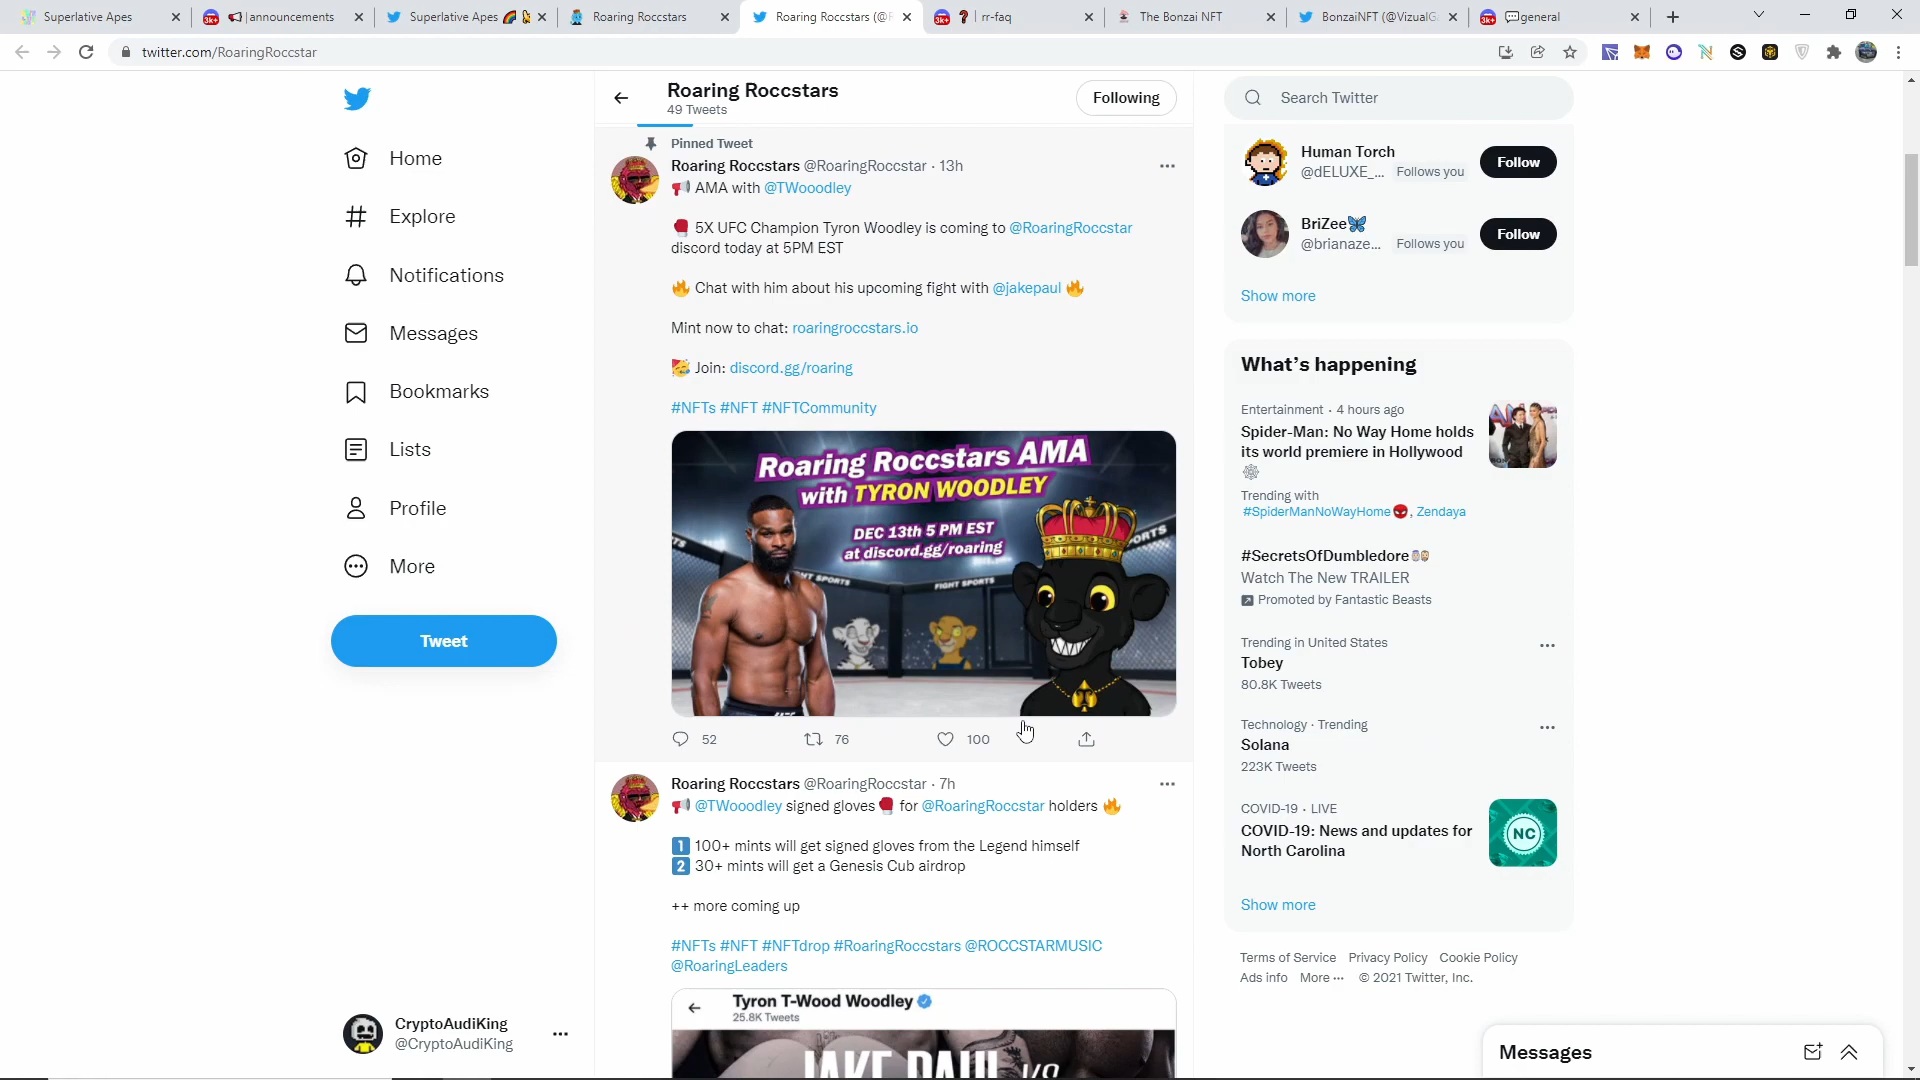 Superlative Apes
announcements
Superlative Apes
Roaring Roccstars
Roaring Roccstars (@R
rr-faq
The Bonzai NFT
BonzaiNFT (@VizualG
general
twitter.com/RoaringRoccstar
Home
Explore
Notifications
Messages
Bookmarks
Lists
Profile
More
Tweet
CryptoAudiKing
@CryptoAudiKing
Roaring Roccstars
49 Tweets
Following
Pinned Tweet
Roaring Roccstars @RoaringRoccstar · 13h
📢 AMA with @TWooodley
🥊 5X UFC Champion Tyron Woodley is coming to @RoaringRoccstar
discord today at 5PM EST
🔥 Chat with him about his upcoming fight with @jakepaul 🔥
Mint now to chat: roaringroccstars.io
🥳 Join: discord.gg/roaring
#NFTs #NFT #NFTCommunity
Roaring Roccstars AMA
with TYRON WOODLEY
DEC 13th 5 PM EST
at discord.gg/roaring
FIGHT SPORTS
52
76
100
Roaring Roccstars @RoaringRoccstar · 7h
📢 @TWooodley signed gloves🥊 for @RoaringRoccstar holders 🔥
1️⃣ 100+ mints will get signed gloves from the Legend himself
2️⃣ 30+ mints will get a Genesis Cub airdrop
++ more coming up
#NFTs #NFT #NFTdrop #RoaringRoccstars @ROCCSTARMUSIC
@RoaringLeaders
Tyron T-Wood Woodley
25.8K Tweets
JAKE PAUL VS
Search Twitter
Human Torch
@dELUXE_... Follows you
Follow
BriZee🦋
@brianaze... Follows you
Follow
Show more
What's happening
Entertainment · 4 hours ago
Spider-Man: No Way Home holds
its world premiere in Hollywood
🕸
Trending with
#SpiderManNoWayHome, Zendaya
#SecretsOfDumbledore
Watch The New TRAILER
Promoted by Fantastic Beasts
Trending in United States
Tobey
80.8K Tweets
Technology · Trending
Solana
223K Tweets
COVID-19 · LIVE
COVID-19: News and updates for
North Carolina
NC
Show more
Terms of Service Privacy Policy Cookie Policy
Ads info More ··· © 2021 Twitter, Inc.
Messages